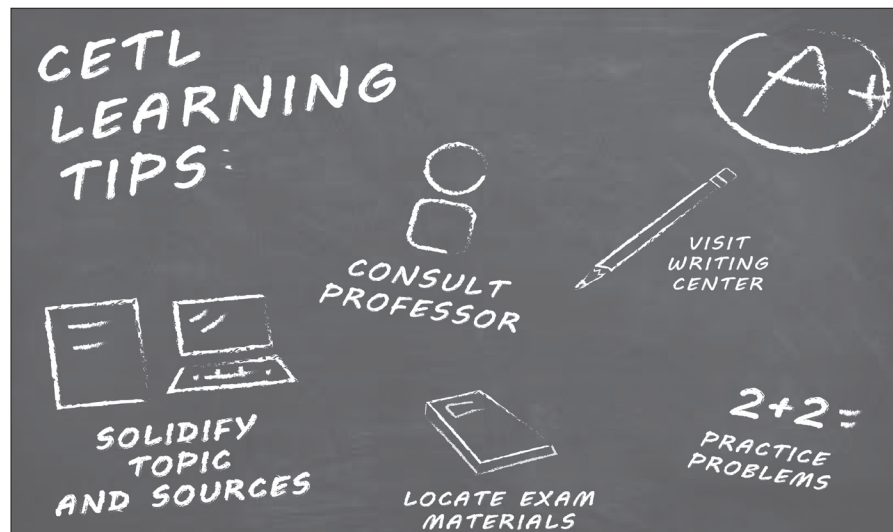 CETL
LEARNING
TIPS:
A+
CONSULT
PROFESSOR
VISIT
WRITING
CENTER
SOLIDIFY
TOPIC
AND SOURCES
LOCATE EXAM
MATERIALS
2+2=
PRACTICE
PROBLEMS